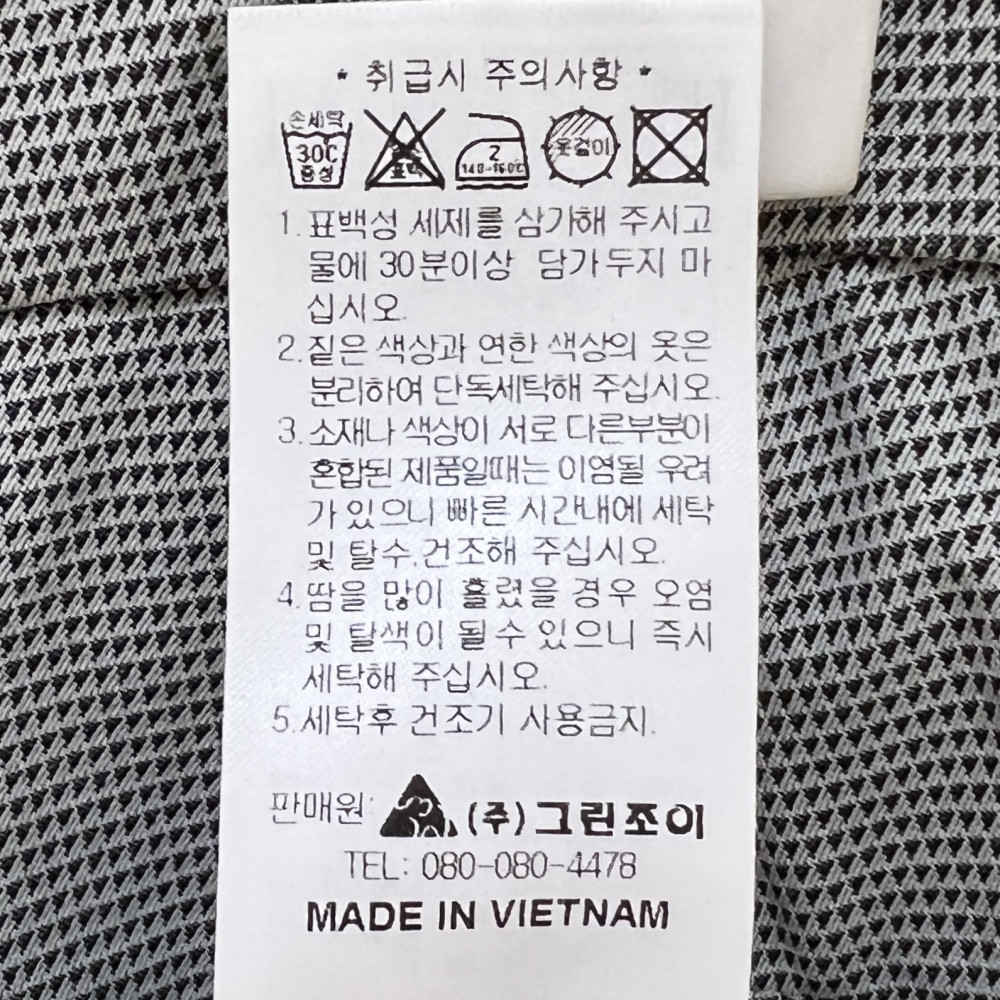 * 취급시 주의사항 *
손세탁
30℃
중성
표백
2
140~160℃
옷걸이
1. 표백성 세제를 삼가해 주시고
물에 30분이상 담가두지 마
십시오.
2. 짙은 색상과 연한 색상의 옷은
분리하여 단독세탁해 주십시오.
3. 소재나 색상이 서로 다른부분이
혼합된 제품일때는 이염될 우려
가 있으니 빠른 시간내에 세탁
및 탈수.건조해 주십시오.
4. 땀을 많이 흘렸을 경우 오염
및 탈색이 될수 있으니 즉시
세탁해 주십시오.
5. 세탁후 건조기 사용금지.
판매원: (주)그린조이
TEL: 080-080-4478
MADE IN VIETNAM